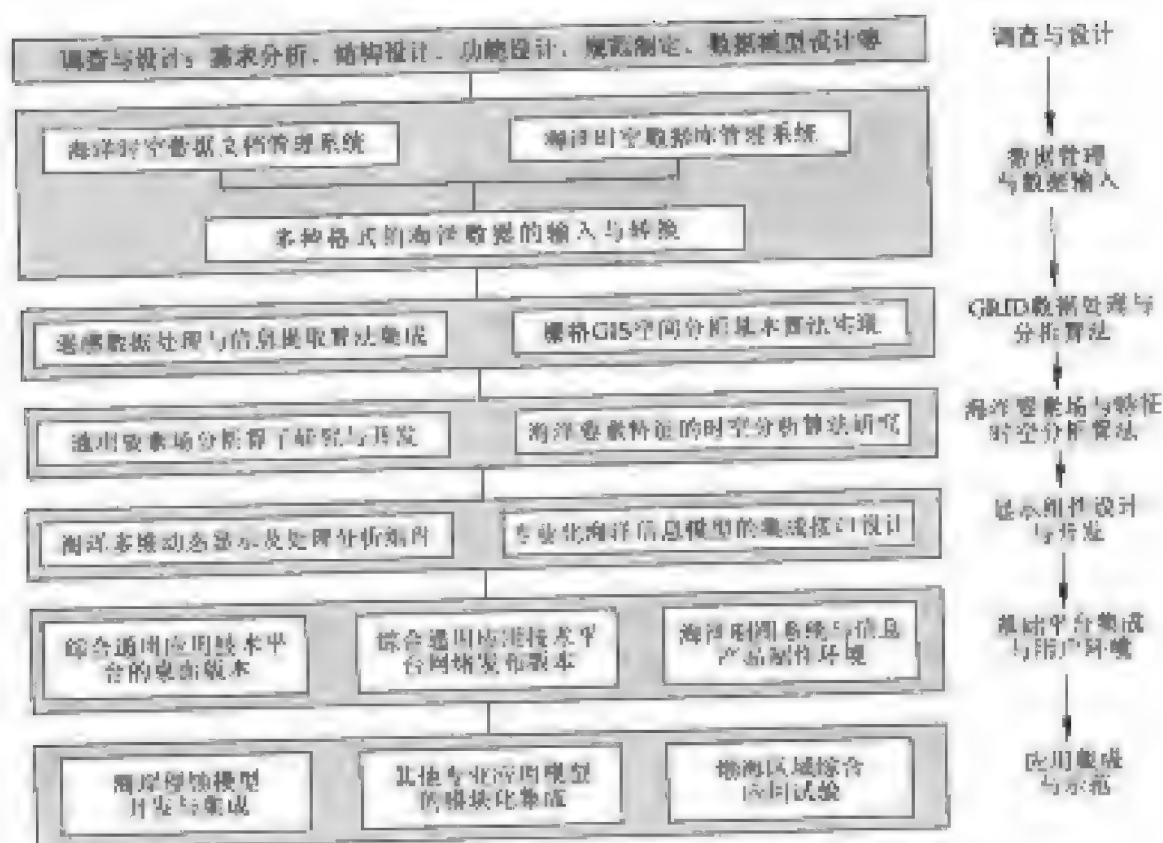 调查与设计：需求分析、结构设计、功能设计、规范制定、数据模型设计等
海洋时空数据文档管理系统
海洋时空数据库管理系统
多种格式的海洋数据的输入与转换
遥感数据处理与信息提取算法集成
栅格GIS空间分析基本算法实现
通用要素场分析算子研究与开发
海洋要素特征的时空分析算法研究
海洋多维动态显示及处理分析组件
专业化海洋信息模型的集成接口设计
综合通用应用技术平
台的桌面版本
综合通用应用技术平
台网络发布版本
海洋制图系统与信息
产品制作环境
海岸侵蚀模型
开发与集成
其他专业应用模型
的模块化集成
渤海区域综合
应用试验
调查与设计
数据管理
与数据输入
GRID数据处理与
分析算法
海洋要素场与特征
时空分析算法
显示组件设计
与开发
基础平台集成
与用户环境
应用集成
与示范